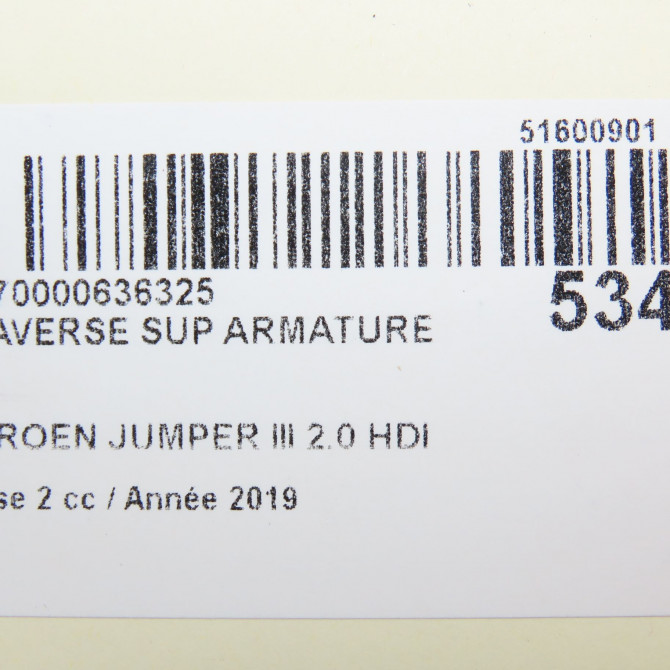 51600901
70000636325
534
AVERSE SUP ARMATURE
ROEN JUMPER III 2.0 HDI
se 2 cc / Année 2019